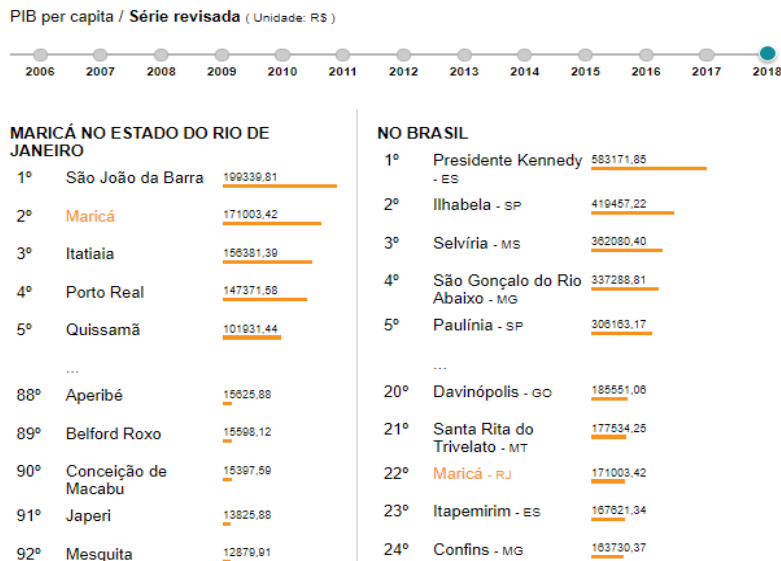 PIB per capita / Série revisada ( Unidade: R$ )
2006 2007 2008 2009 2010 2011 2012 2013 2014 2015 2016 2017 2018
MARICÁ NO ESTADO DO RIO DE
JANEIRO
1º São João da Barra 199339,81
2º Maricá 171003,42
3º Itatiaia 156381,39
4º Porto Real 147371,58
5º Quissamã 101931,44
...
88º Aperibé 15625,88
89º Belford Roxo 15598,12
90º Conceição de 15397,59
Macabu
91º Japeri 13825,88
92º Mesquita 12879,91
NO BRASIL
1º Presidente Kennedy 583171,85
- ES
2º Ilhabela - SP 419457,22
3º Selvíria - MS 362080,40
4º São Gonçalo do Rio 337288,81
Abaixo - MG
5º Paulínia - SP 306163,17
...
20º Davinópolis - GO 185551,06
21º Santa Rita do 177534,25
Trivelato - MT
22º Maricá - RJ 171003,42
23º Itapemirim - ES 167621,34
24º Confins - MG 163730,37